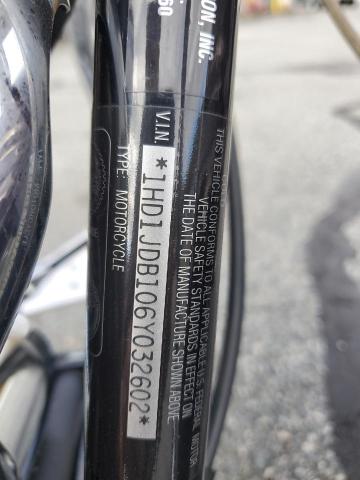 ON, INC.
60
THIS VEHICLE CONFORMS TO ALL APPLICABLE U.S. FEDERAL MOTOR
VEHICLE SAFETY STANDARDS IN EFFECT ON
THE DATE OF MANUFACTURE SHOWN ABOVE
V.I.N. *1HD1JDB106Y032602*
TYPE: MOTORCYCLE